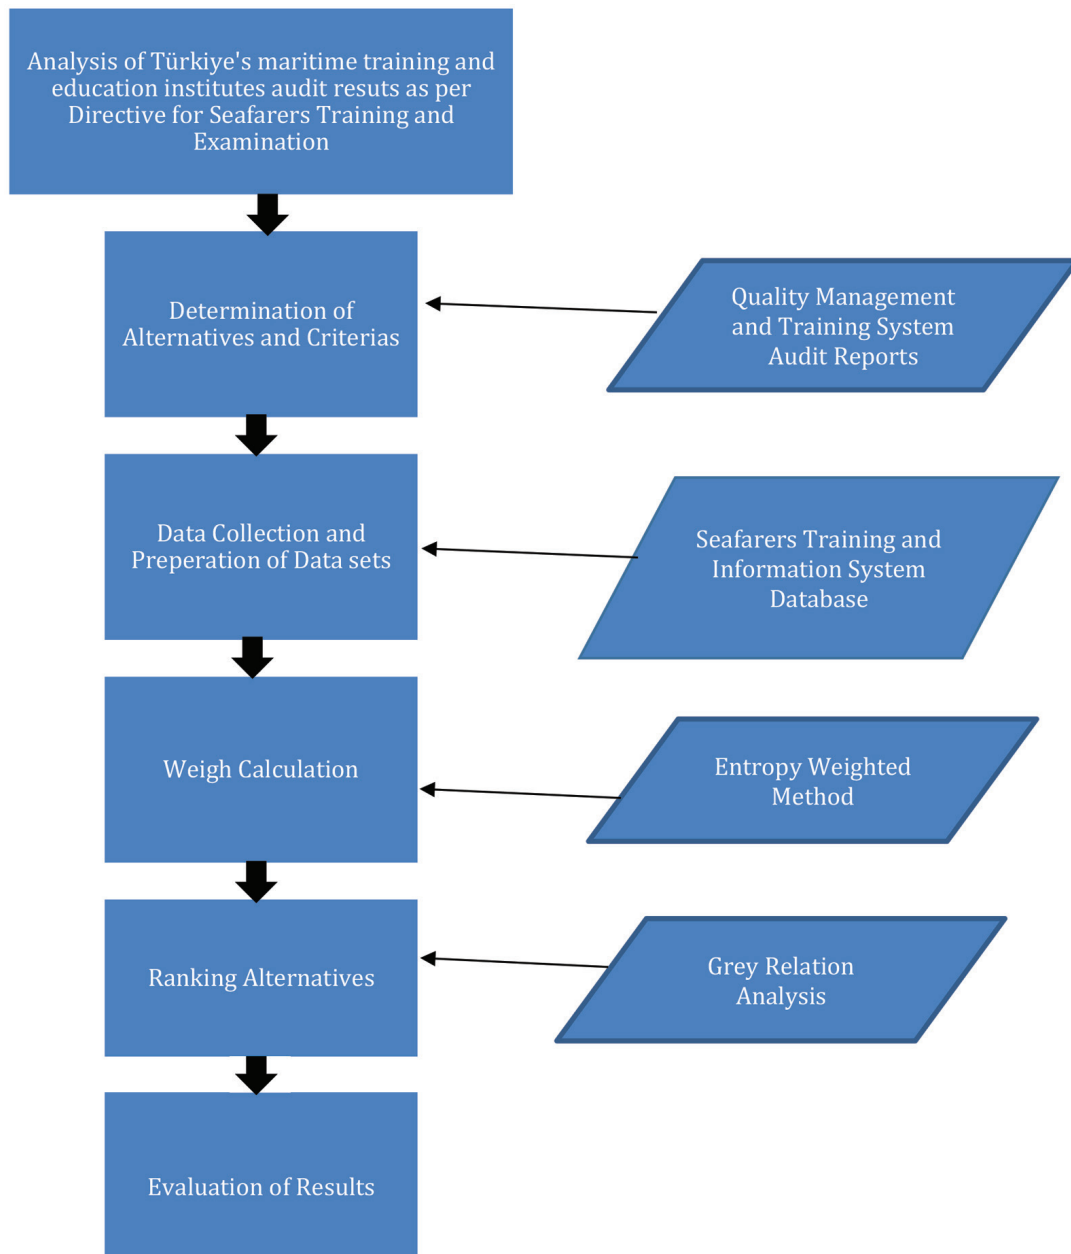 Analysis of Türkiye's maritime training and
education institutes audit resuts as per
Directive for Seafarers Training and
Examination
Determination of
Alternatives and Criterias
Quality Management
and Training System
Audit Reports
Data Collection and
Preperation of Data sets
Seafarers Training and
Information System
Database
Weigh Calculation
Entropy Weighted
Method
Ranking Alternatives
Grey Relation
Analysis
Evaluation of Results